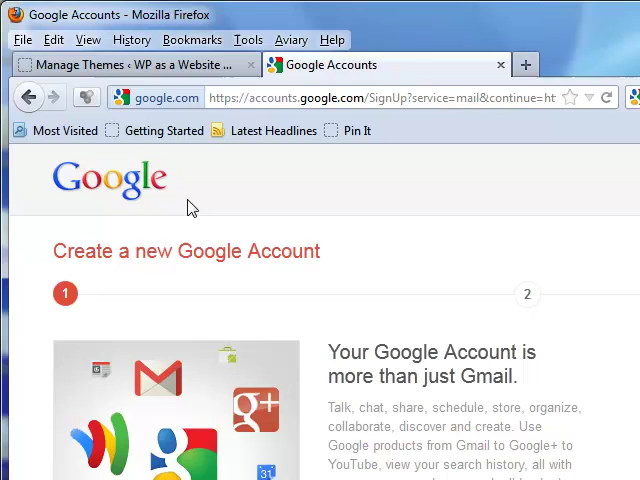 Google Accounts - Mozilla Firefox
File Edit View History Bookmarks Tools Aviary Help
Manage Themes ‹ WP as a Website ... × Google Accounts × +
google.com https://accounts.google.com/SignUp?service=mail&continue=ht
Most Visited Getting Started Latest Headlines Pin It
Google
Create a new Google Account
1 2
Your Google Account is
more than just Gmail.
Talk, chat, share, schedule, store, organize,
collaborate, discover and create. Use
Google products from Gmail to Google+ to
YouTube, view your search history, all with
g+
31